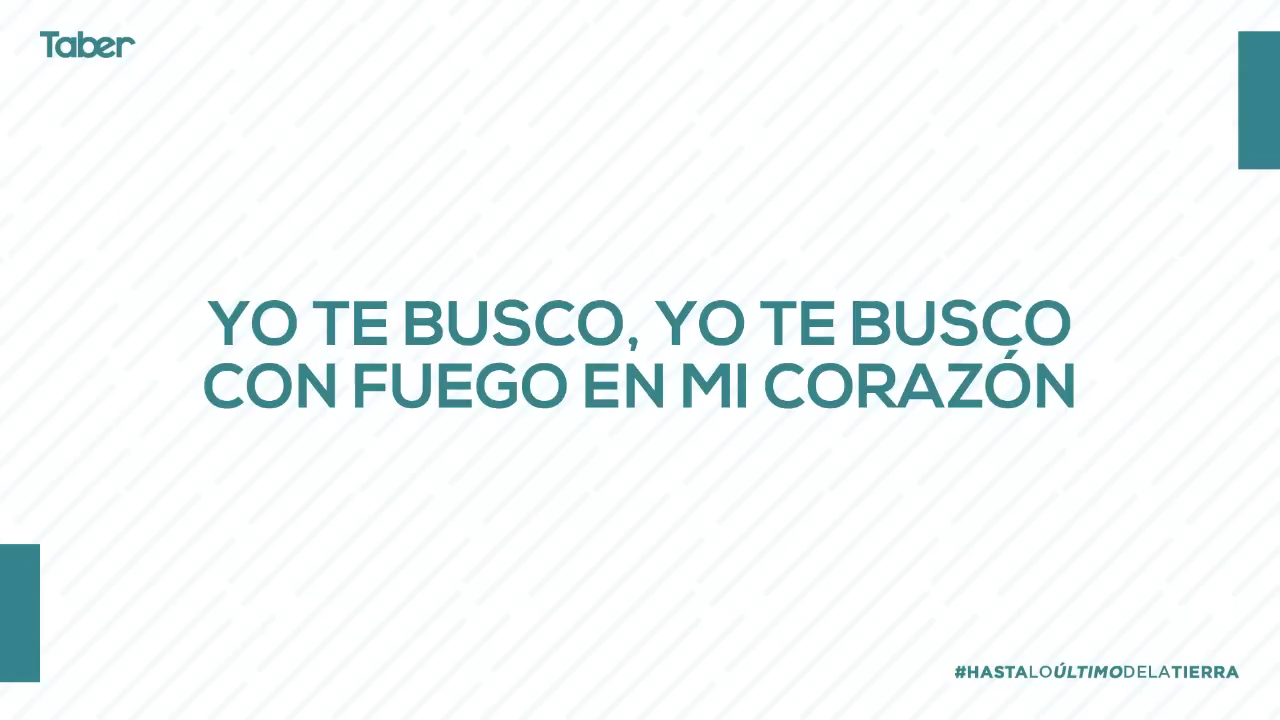 Taber
YO TE BUSCO, YO TE BUSCO
CON FUEGO EN MI CORAZÓN
#HASTALOÚLTIMODELATIERRA